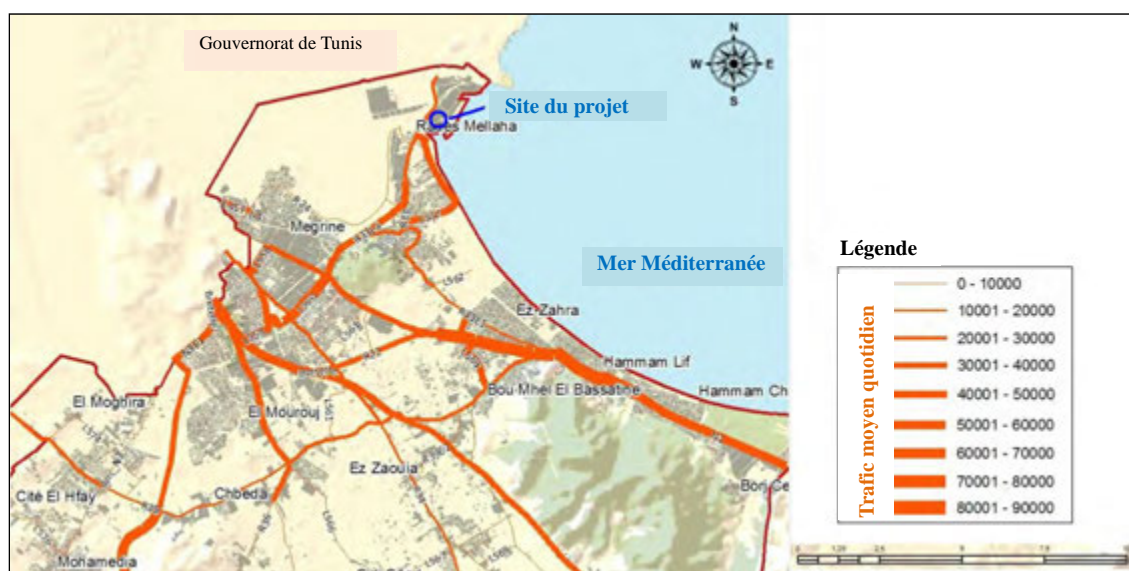 Gouvernorat de Tunis
N
W E
S
Site du projet
Rades Mellaha
Megrine
Mer Méditerranée
Ez-Zahra
Hammam Lif
Bou Mhel El Bassatine
Hammam Ch
El Moghira
El Mourouj
Ez Zaouia
Cité El Hfay
Chbeda
Mohamedia
Légende
Trafic moyen quotidien
0 - 10000
10001 - 20000
20001 - 30000
30001 - 40000
40001 - 50000
50001 - 60000
60001 - 70000
70001 - 80000
80001 - 90000